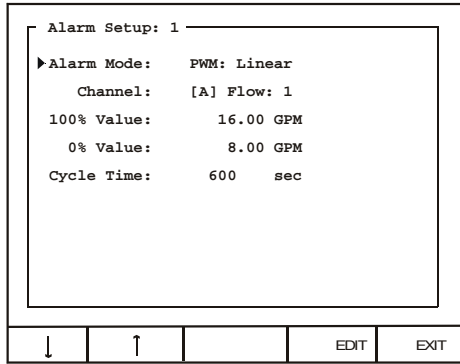 Alarm Setup: 1
Alarm Mode: PWM: Linear
Channel: [A] Flow: 1
100% Value: 16.00 GPM
0% Value: 8.00 GPM
Cycle Time: 600 sec
↓ ↑ EDIT EXIT